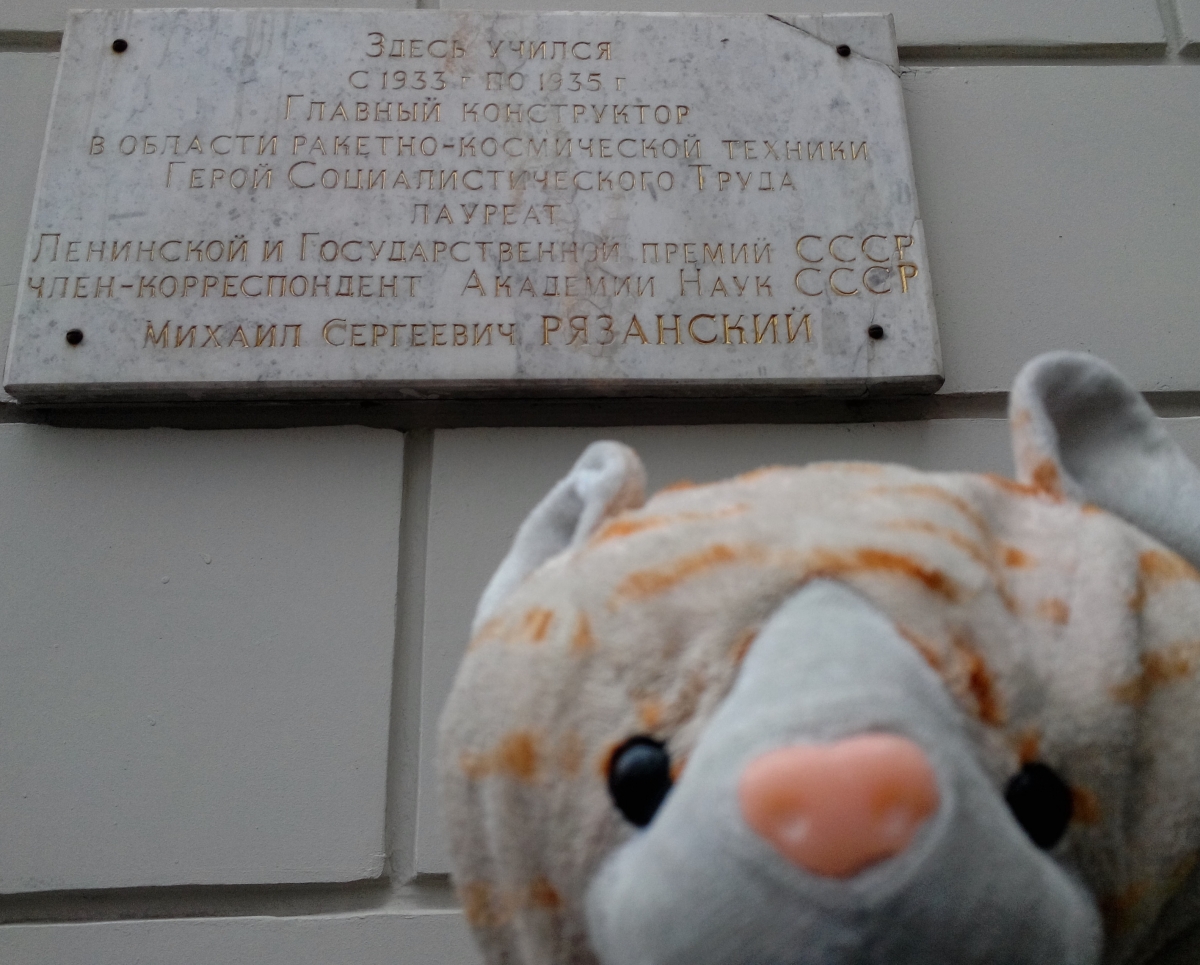 Здесь учился
с 1933 г по 1935 г
Главный конструктор
в области ракетно-космической техники
Герой Социалистического Труда
лауреат
Ленинской и Государственной премий СССР
член-корреспондент Академии Наук СССР
Михаил Сергеевич РЯЗАНСКИЙ